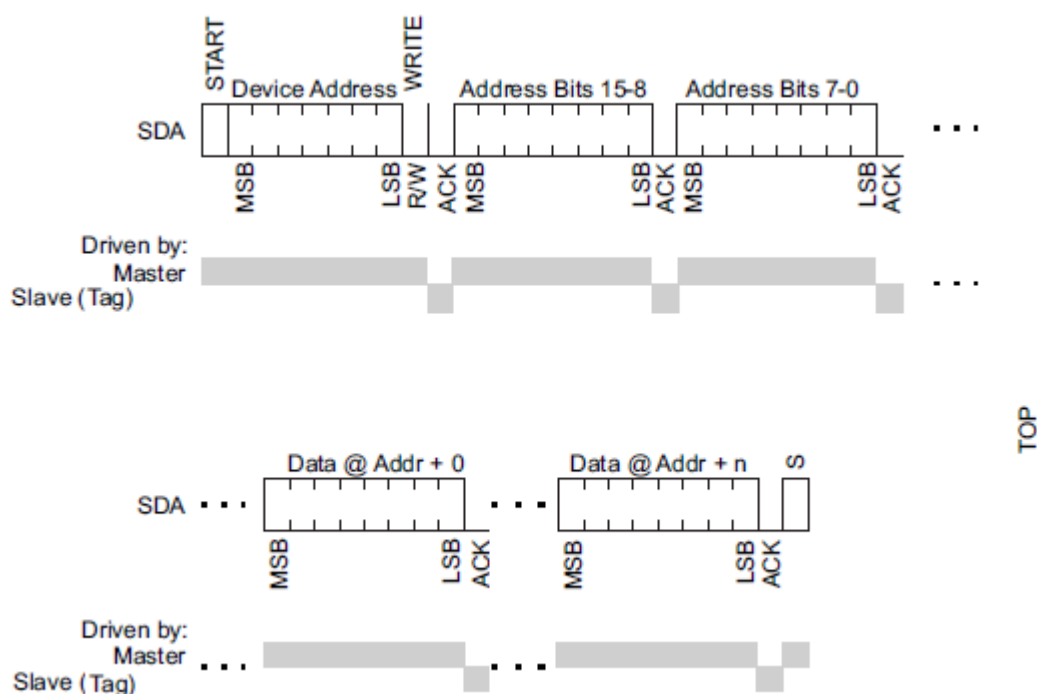 START
WRITE
Device Address
Address Bits 15-8
Address Bits 7-0
SDA
MSB
LSB
R/W
ACK
MSB
LSB
ACK
MSB
LSB
ACK
Driven by:
Master
Slave (Tag)
TOP
Data @ Addr + 0
Data @ Addr + n
S
SDA
MSB
LSB
ACK
MSB
LSB
ACK
Driven by:
Master
Slave (Tag)